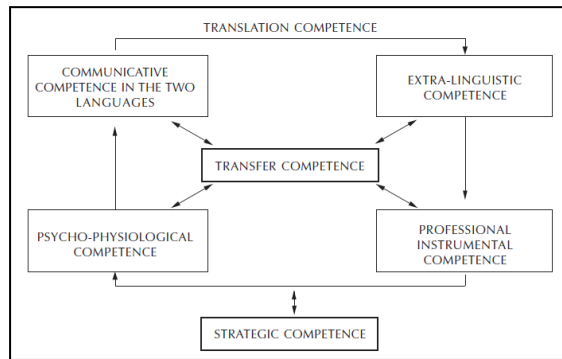 TRANSLATION COMPETENCE
COMMUNICATIVE
COMPETENCE IN THE TWO
LANGUAGES
EXTRA-LINGUISTIC
COMPETENCE
TRANSFER COMPETENCE
PSYCHO-PHYSIOLOGICAL
COMPETENCE
PROFESSIONAL
INSTRUMENTAL
COMPETENCE
STRATEGIC COMPETENCE